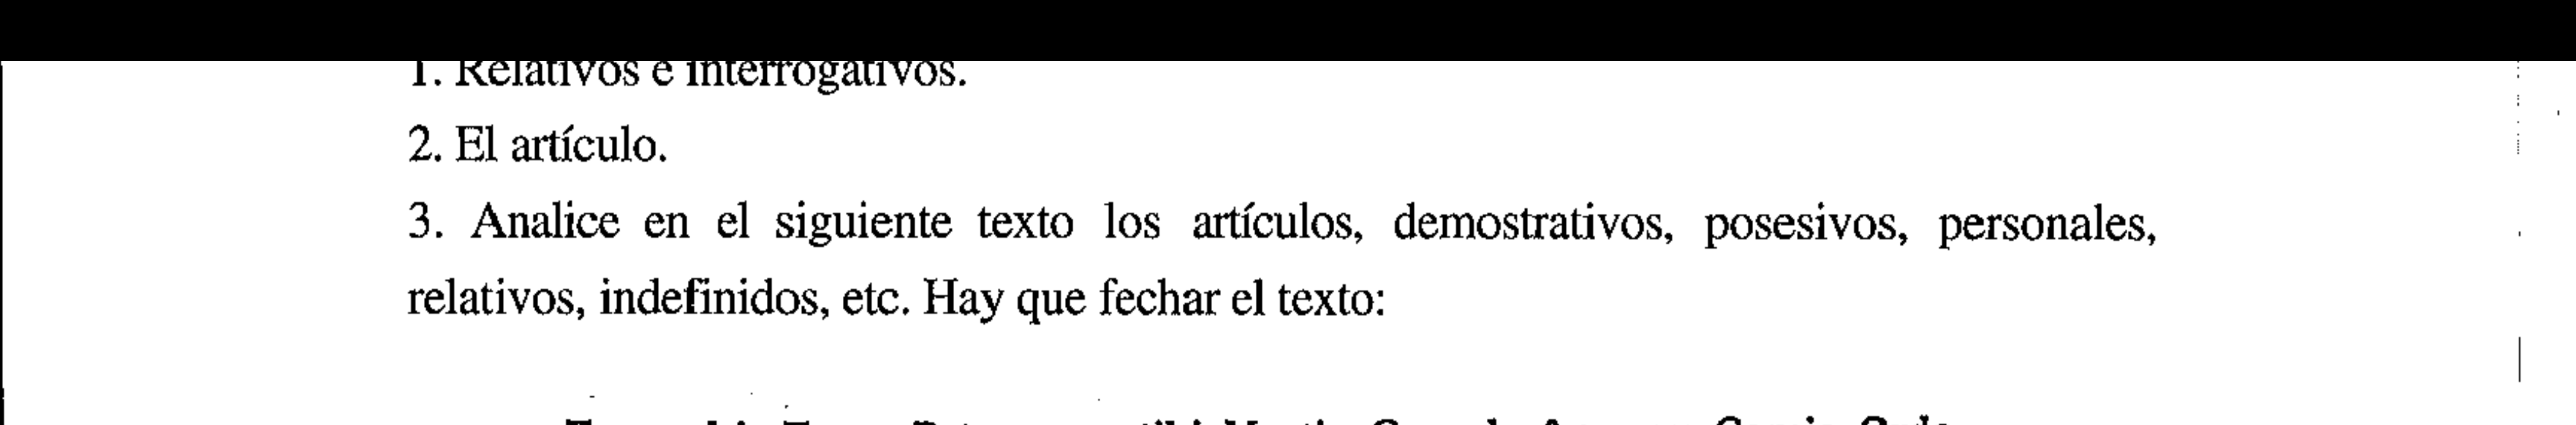 1. Relativos e interrogativos.
2. El artículo.
3. Analice en el siguiente texto los artículos, demostrativos, posesivos, personales,
relativos, indefinidos, etc. Hay que fechar el texto: